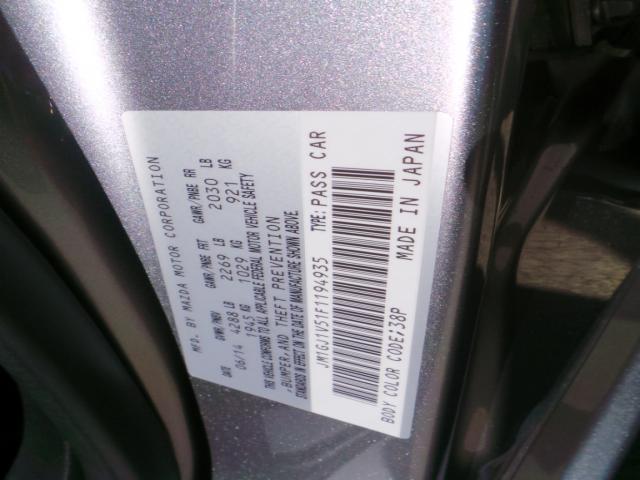 MFD. BY MAZDA MOTOR CORPORATION
GVWR/PNBV GAWR/PNBE FRT GAWR/PNBE RR
06/14 4288 LB 2269 LB 2030 LB
1945 KG 1029 KG 921 KG
THIS VEHICLE CONFORMS TO ALL APPLICABLE FEDERAL MOTOR VEHICLE SAFETY
, BUMPER, AND THEFT PREVENTION
STANDARDS IN EFFECT ON THE DATE OF MANUFACTURE SHOWN ABOVE.
JM1GJ1V51F1194935 TYPE: PASS CAR
BODY COLOR CODE:38P MADE IN JAPAN